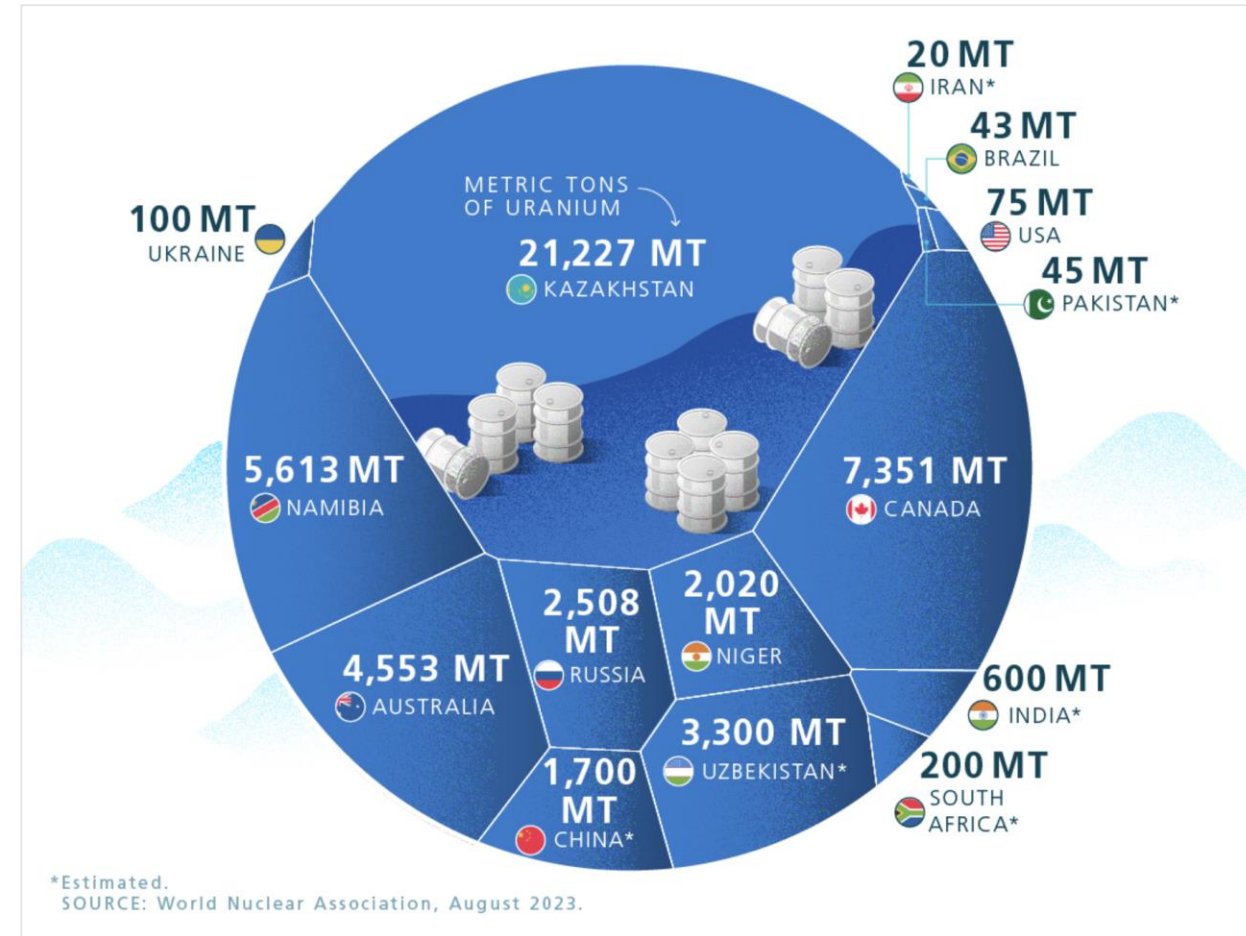 20 MT
IRAN*
43 MT
BRAZIL
METRIC TONS
OF URANIUM
75 MT
USA
100 MT
UKRAINE
21,227 MT
KAZAKHSTAN
45 MT
PAKISTAN*
5,613 MT
NAMIBIA
7,351 MT
CANADA
2,508
MT
RUSSIA
2,020
MT
NIGER
4,553 MT
AUSTRALIA
600 MT
INDIA*
3,300 MT
UZBEKISTAN*
1,700
MT
CHINA*
200 MT
SOUTH
AFRICA*
*Estimated.
SOURCE: World Nuclear Association, August 2023.